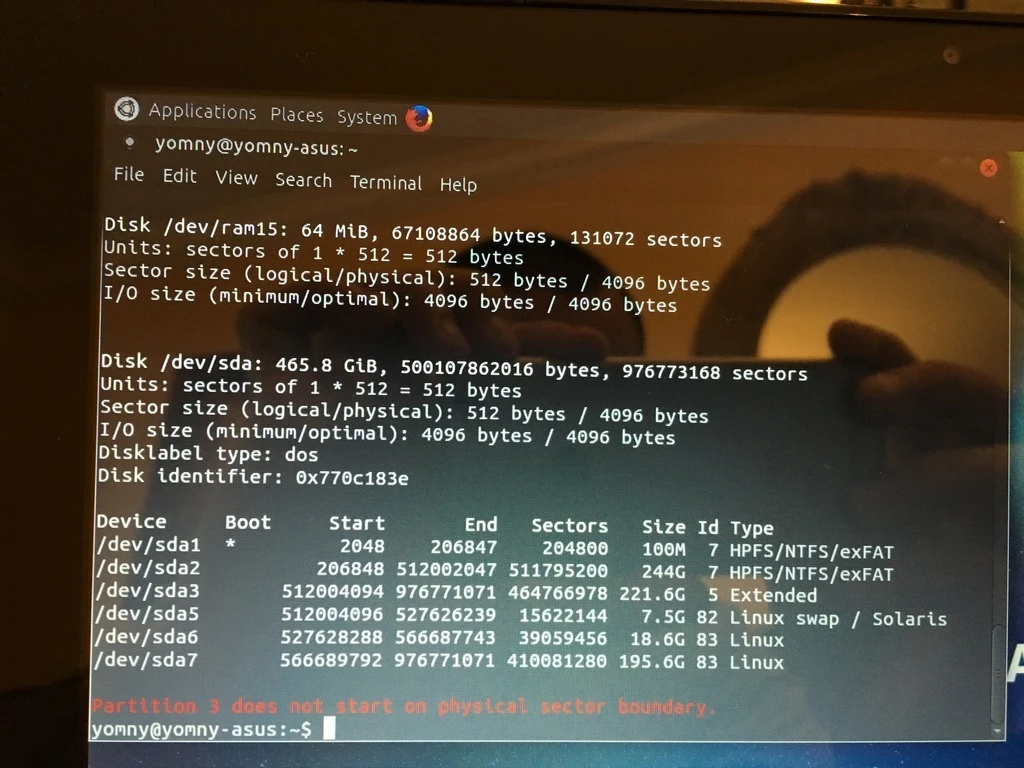 Applications Places System
yomny@yomny-asus: ~
File Edit View Search Terminal Help
Disk /dev/ram15: 64 MiB, 67108864 bytes, 131072 sectors
Units: sectors of 1 * 512 = 512 bytes
Sector size (logical/physical): 512 bytes / 4096 bytes
I/O size (minimum/optimal): 4096 bytes / 4096 bytes
Disk /dev/sda: 465.8 GiB, 500107862016 bytes, 976773168 sectors
Units: sectors of 1 * 512 = 512 bytes
Sector size (logical/physical): 512 bytes / 4096 bytes
I/O size (minimum/optimal): 4096 bytes / 4096 bytes
Disklabel type: dos
Disk identifier: 0x770c183e
Device Boot Start End Sectors Size Id Type
/dev/sda1 * 2048 206847 204800 100M 7 HPFS/NTFS/exFAT
/dev/sda2 206848 512002047 511795200 244G 7 HPFS/NTFS/exFAT
/dev/sda3 512004094 976771071 464766978 221.6G 5 Extended
/dev/sda5 512004096 527626239 15622144 7.5G 82 Linux swap / Solaris
/dev/sda6 527628288 566687743 39059456 18.6G 83 Linux
/dev/sda7 566689792 976771071 410081280 195.6G 83 Linux
Partition 3 does not start on physical sector boundary.
yomny@yomny-asus:~$